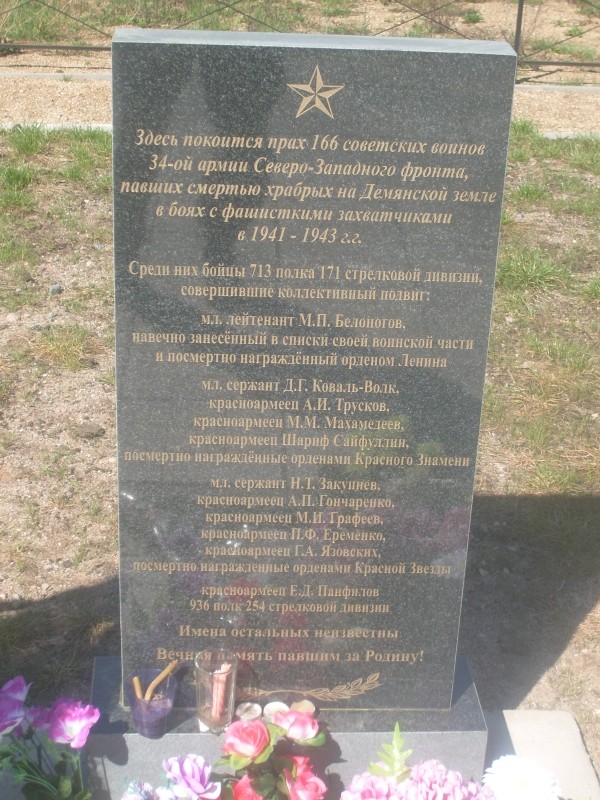 Здесь покоится прах 166 советских воинов
34-ой армии Северо-Западного фронта,
павших смертью храбрых на Демянской земле
в боях с фашисткими захватчиками
в 1941 - 1943 г.г.
Среди них бойцы 713 полка 171 стрелковой дивизии,
совершившие коллективный подвиг:
мл. лейтенант М.П. Белоногов,
навечно занесённый в списки своей воинской части
и посмертно награждённый орденом Ленина
мл. сержант Д.Г. Коваль-Волк,
красноармеец А.И. Трусков,
красноармеец М.М. Махамедеев,
красноармеец Шариф Сайфуллин,
посмертно награждённые орденами Красного Знамени
мл. сержант Н.Т. Закупнев,
красноармеец А.П. Гончаренко,
красноармеец М.И. Графеев,
красноармеец П.Ф. Еременко,
красноармеец Г.А. Язовских,
посмертно награжденные орденами Красной Звезды
красноармеец Е.Д. Панфилов
936 полк 254 стрелковой дивизии
Имена остальных неизвестны
Вечная память павшим за Родину!